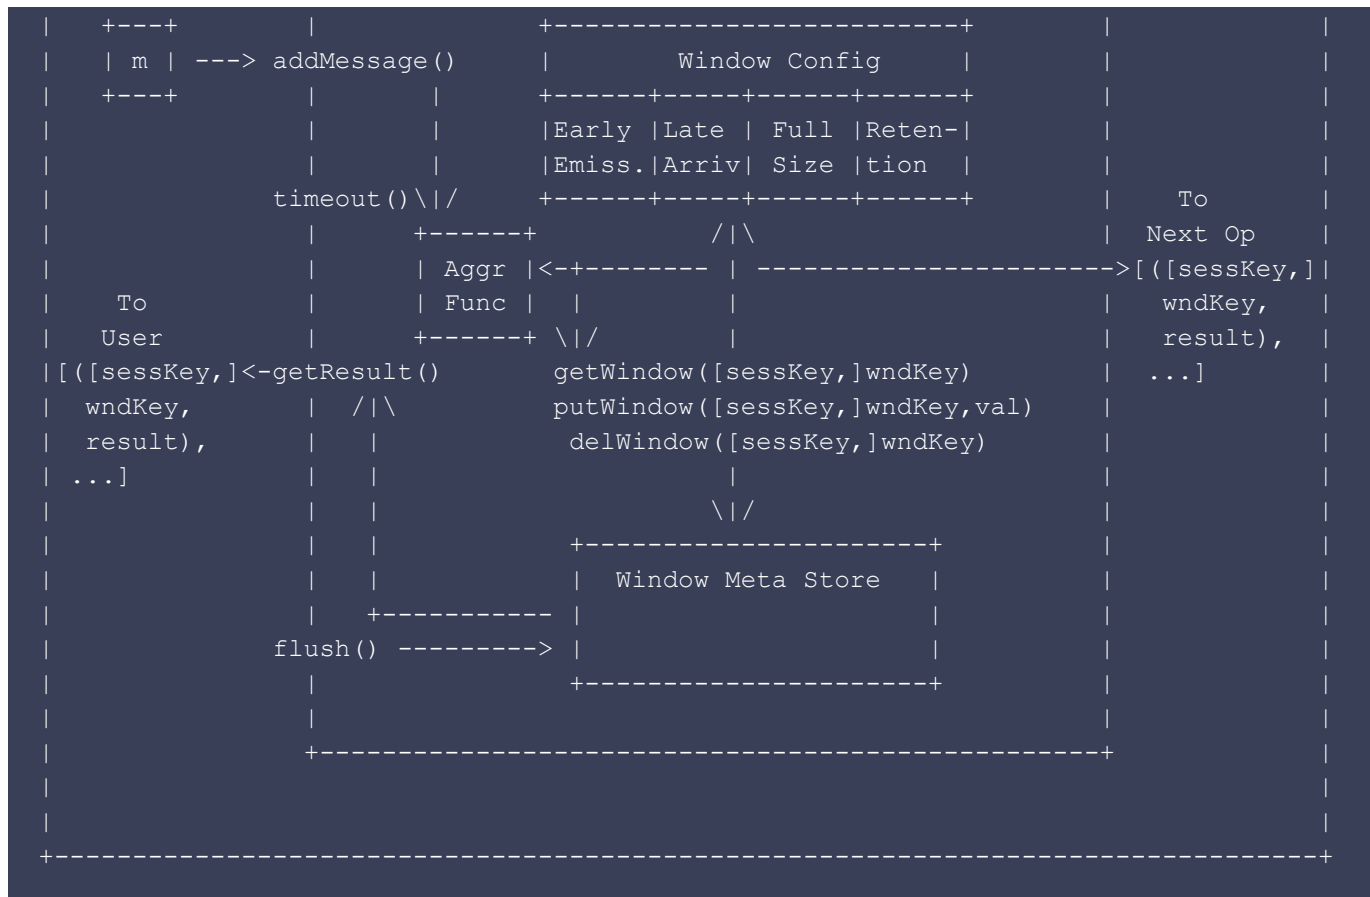 |   +---+        |              +--------------------------+         |             |
|   | m | ---> addMessage()     |        Window Config     |         |             |
|   +---+        |       |      +------+-----+------+------+         |             |
|                |       |      |Early |Late | Full |Reten-|         |             |
|                |       |      |Emiss.|Arriv| Size |tion  |         |             |
|              timeout()\|/     +------+-----+------+------+         |    To       |
|                |      +------+           /|\                       |  Next Op    |
|                |      | Aggr |<-+-------- | ----------------------->[([sessKey,]|
|    To          |      | Func |  |         |                        |   wndKey,   |
|   User         |      +------+ \|/        |                        |   result),  |
|[([sessKey,]<-getResult()       getWindow([sessKey,]wndKey)         |  ...]       |
|  wndKey,       |  /|\          putWindow([sessKey,]wndKey,val)     |             |
|  result),      |   |            delWindow([sessKey,]wndKey)        |             |
| ...]           |   |                      |                        |             |
|                |   |                     \|/                       |             |
|                |   |            +-----------------------+          |             |
|                |   |            |  Window Meta Store   |           |             |
|                |   +----------- |                      |           |             |
|              flush() ---------> |                      |           |             |
|                |                +-----------------------+          |             |
|                |                                                   |             |
|                +---------------------------------------------------+             |
|                                                                                  |
|                                                                                  |
+----------------------------------------------------------------------------------+